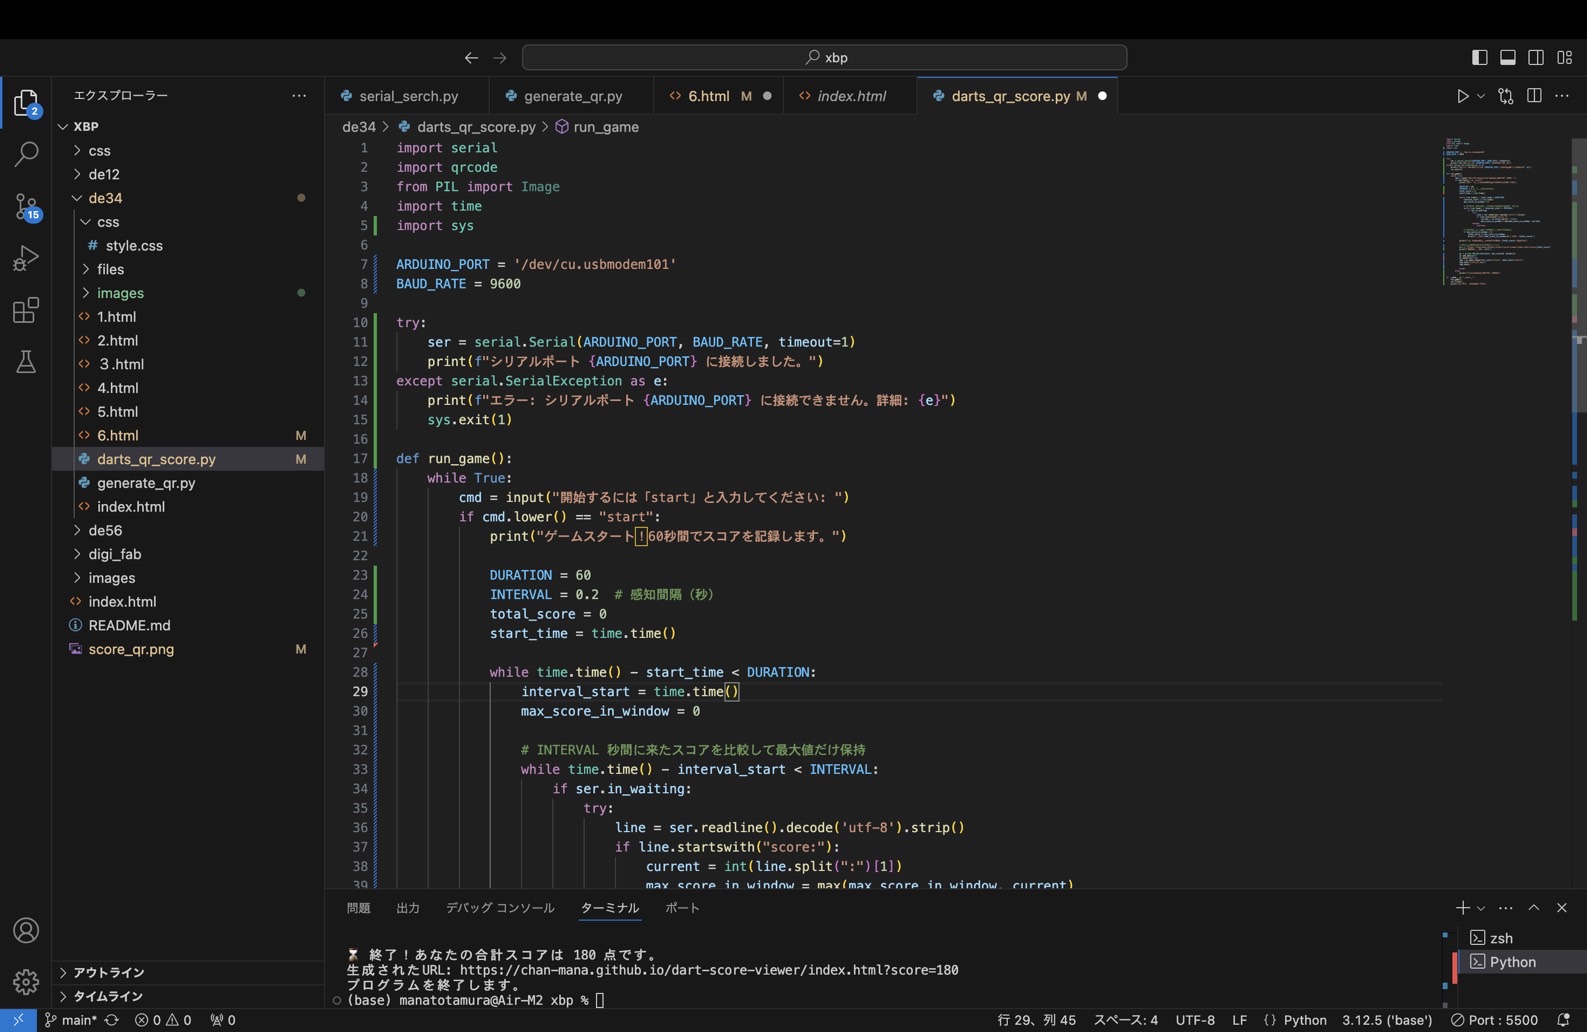 xbp
エクスプローラー
XBP
css
de12
de34
css
# style.css
files
images
1.html
2.html
３.html
4.html
5.html
6.html M
darts_qr_score.py M
generate_qr.py
index.html
de56
digi_fab
images
index.html
README.md
score_qr.png M
アウトライン
タイムライン
2
15
serial_serch.py generate_qr.py <> 6.html M <> index.html darts_qr_score.py M
de34 > darts_qr_score.py > run_game
1 import serial
2 import qrcode
3 from PIL import Image
4 import time
5 import sys
6
7 ARDUINO_PORT = '/dev/cu.usbmodem101'
8 BAUD_RATE = 9600
9
10 try:
11 ser = serial.Serial(ARDUINO_PORT, BAUD_RATE, timeout=1)
12 print(f"シリアルポート {ARDUINO_PORT} に接続しました。")
13 except serial.SerialException as e:
14 print(f"エラー: シリアルポート {ARDUINO_PORT} に接続できません。詳細: {e}")
15 sys.exit(1)
16
17 def run_game():
18 while True:
19 cmd = input("開始するには「start」と入力してください: ")
20 if cmd.lower() == "start":
21 print("ゲームスタート！60秒間でスコアを記録します。")
22
23 DURATION = 60
24 INTERVAL = 0.2 # 感知間隔（秒）
25 total_score = 0
26 start_time = time.time()
27
28 while time.time() - start_time < DURATION:
29 interval_start = time.time()
30 max_score_in_window = 0
31
32 # INTERVAL 秒間に来たスコアを比較して最大値だけ保持
33 while time.time() - interval_start < INTERVAL:
34 if ser.in_waiting:
35 try:
36 line = ser.readline().decode('utf-8').strip()
37 if line.startswith("score:"):
38 current = int(line.split(":")[1])
39 max_score_in_window = max(max_score_in_window, current)
問題 出力 デバッグ コンソール ターミナル ポート
⌛ 終了！あなたの合計スコアは 180 点です。
生成されたURL: https://chan-mana.github.io/dart-score-viewer/index.html?score=180
プログラムを終了します。
(base) manatotamura@Air-M2 xbp %
zsh
Python
main* 0 0 0 行 29、列 45 スペース: 4 UTF-8 LF {} Python 3.12.5 ('base') Port : 5500